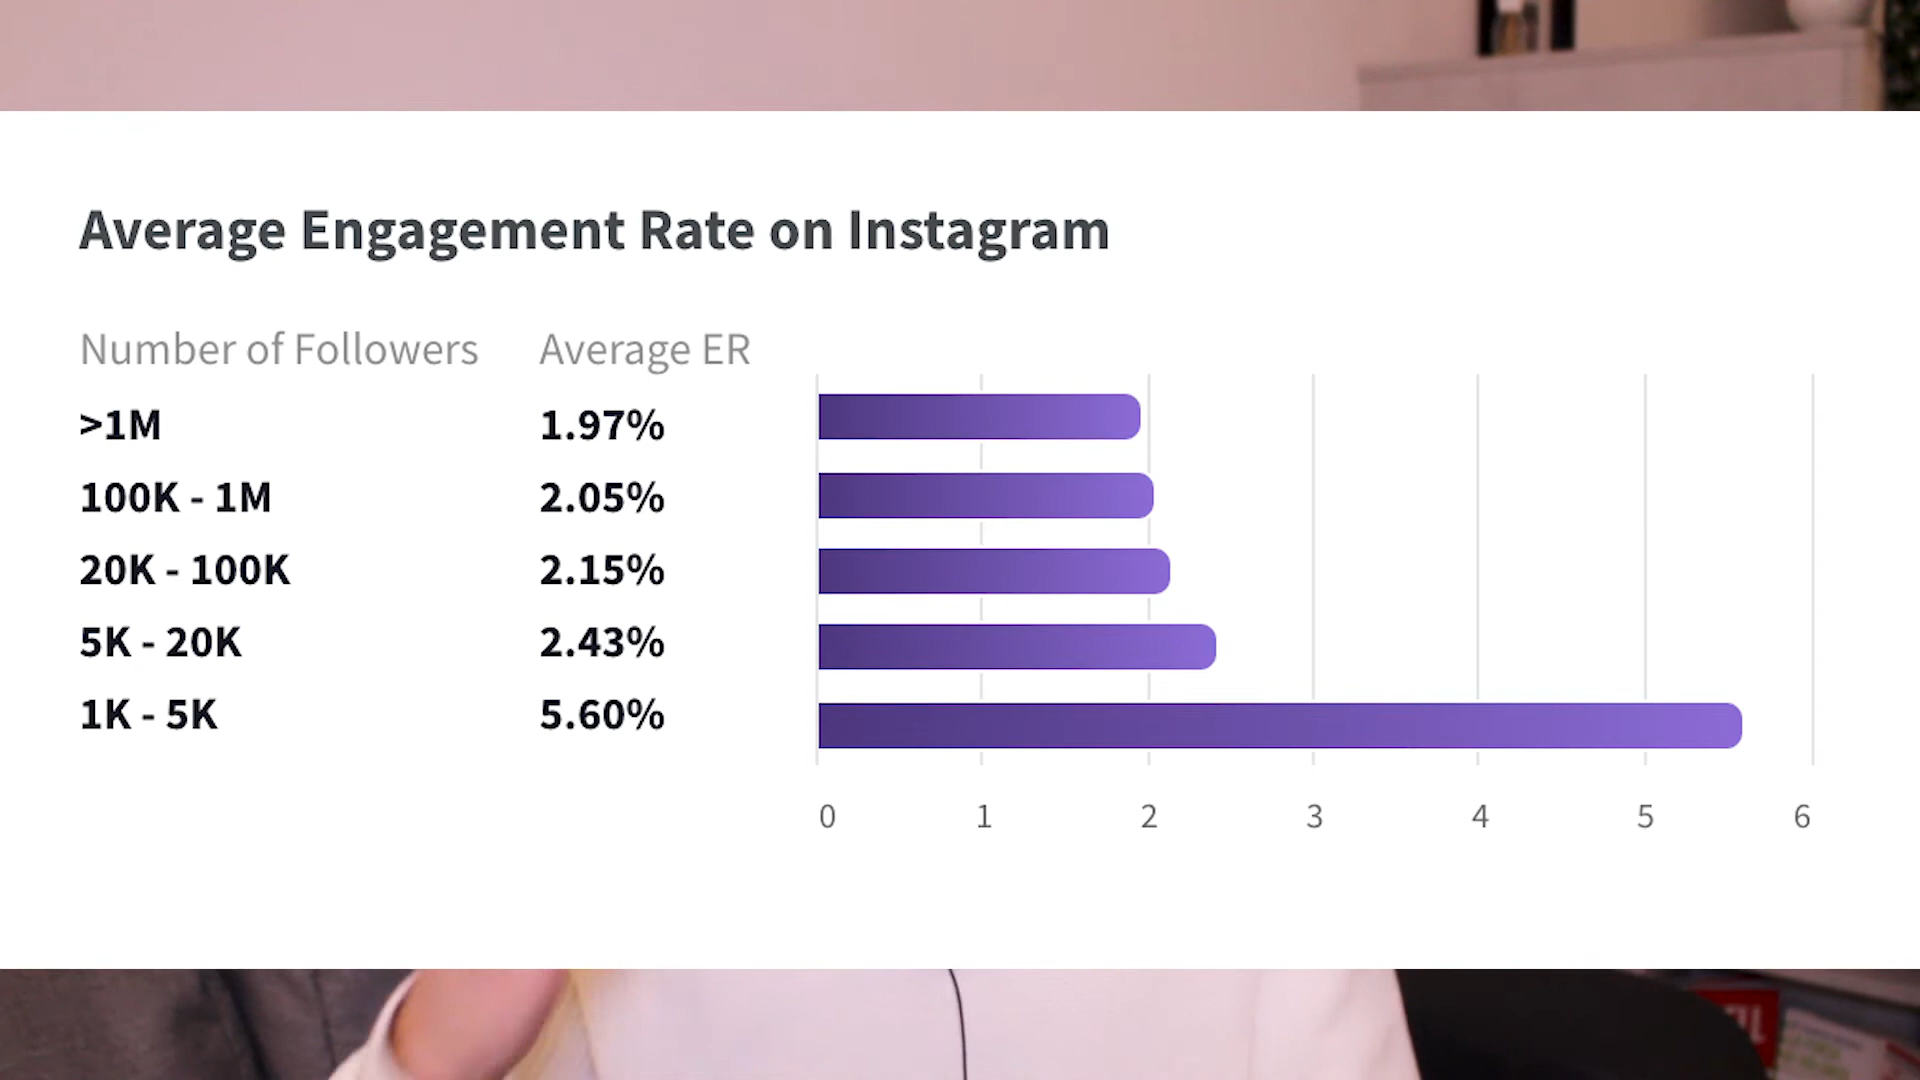 Average Engagement Rate on Instagram
Number of Followers Average ER
>1M 1.97%
100K - 1M 2.05%
20K - 100K 2.15%
5K - 20K 2.43%
1K - 5K 5.60%
0 1 2 3 4 5 6